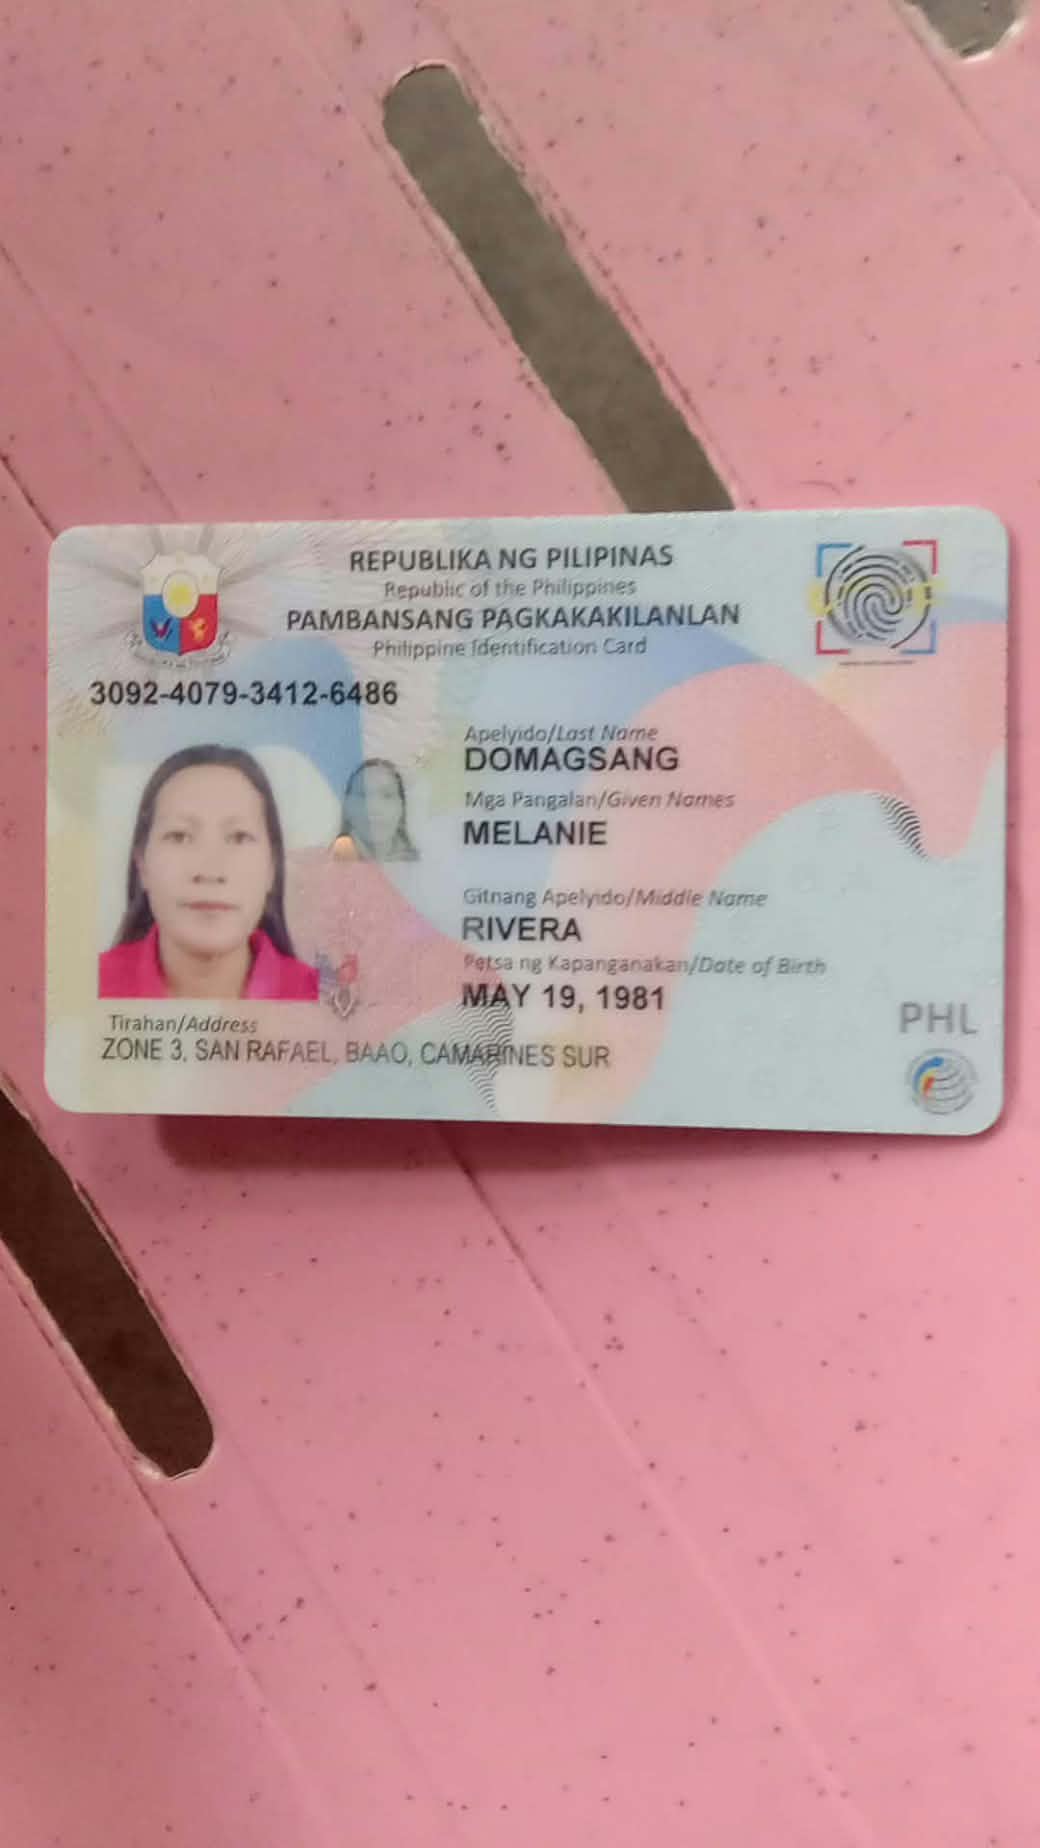 REPUBLIKA NG PILIPINAS
Republic of the Philippines
PAMBANSANG PAGKAKAKILANLAN
Philippine Identification Card
3092-4079-3412-6486
Apelyido/Last Name
DOMAGSANG
Mga Pangalan/Given Names
MELANIE
Gitnang Apelyido/Middle Name
RIVERA
Petsa ng Kapanganakan/Date of Birth
MAY 19, 1981
Tirahan/Address
ZONE 3, SAN RAFAEL, BAAO, CAMARINES SUR
PHL